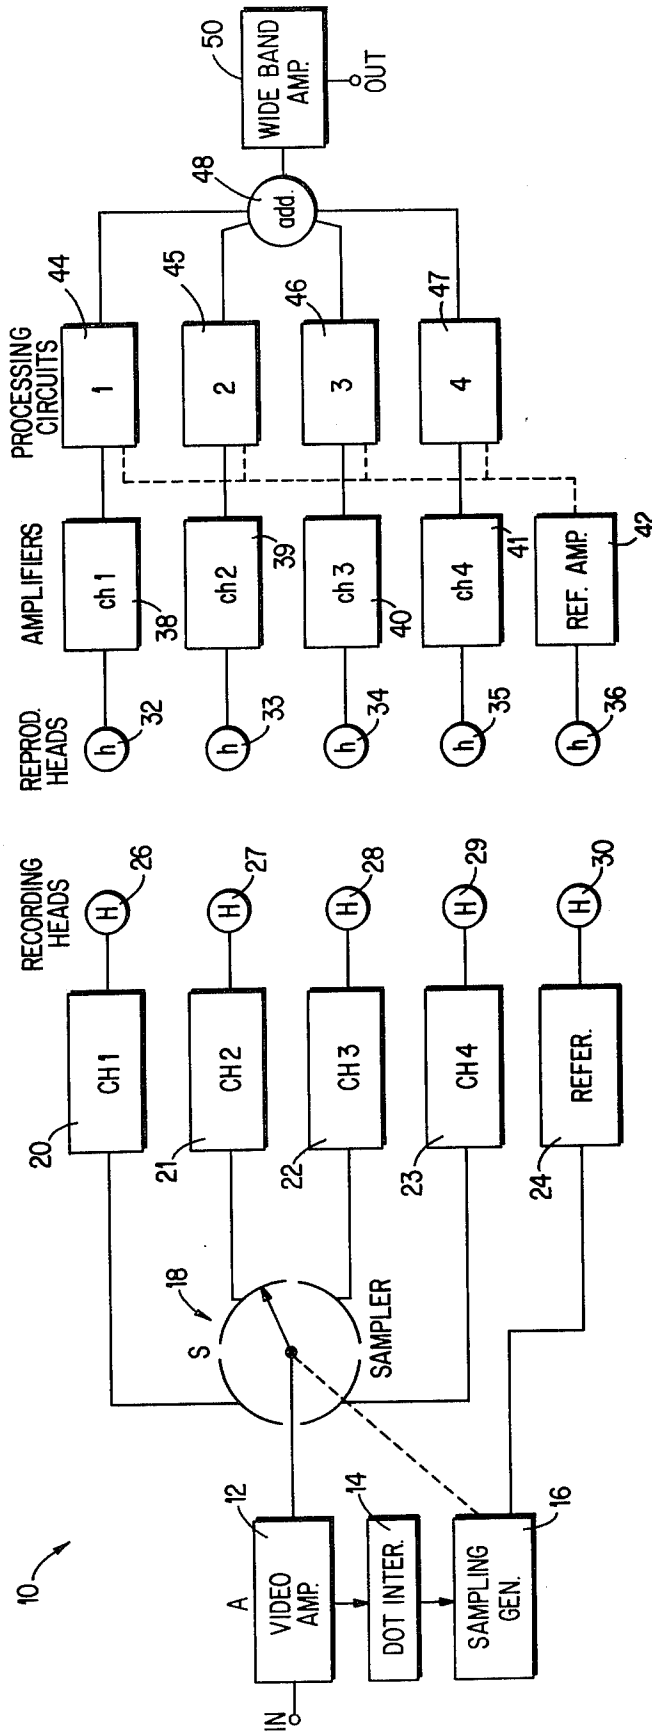 10
IN
A
VIDEO
AMP.
12
DOT INTER.
14
SAMPLING
GEN.
16
S
18
SAMPLER
RECORDING
HEADS
20
CH1
H
26
21
CH2
H
27
22
CH3
H
28
23
CH4
H
29
24
REFER.
H
30
REPROD.
HEADS
AMPLIFIERS
PROCESSING
CIRCUITS
h
32
ch1
38
1
44
h
33
ch2
39
2
45
h
34
ch3
40
3
46
h
35
ch4
41
4
47
h
36
REF. AMP.
42
add.
48
WIDE BAND
AMP.
50
OUT